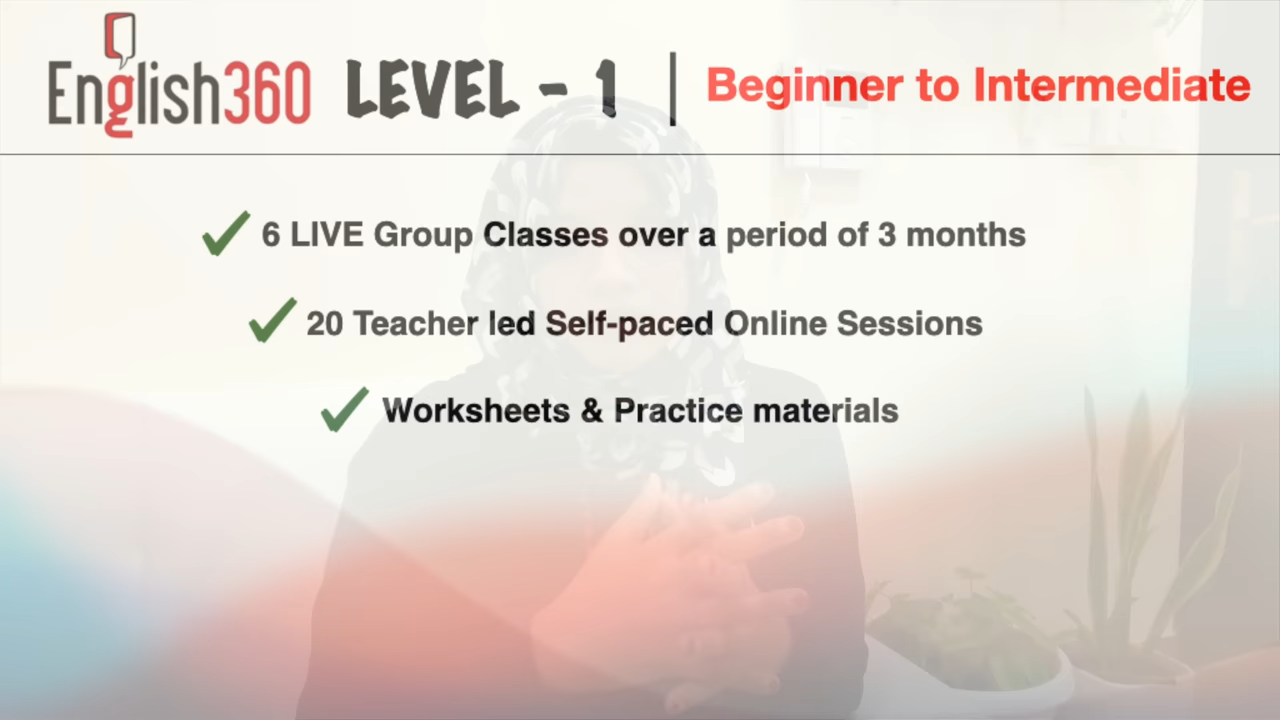 English360 LEVEL - 1 | Beginner to Intermediate
6 LIVE Group Classes over a period of 3 months
20 Teacher led Self-paced Online Sessions
Worksheets & Practice materials